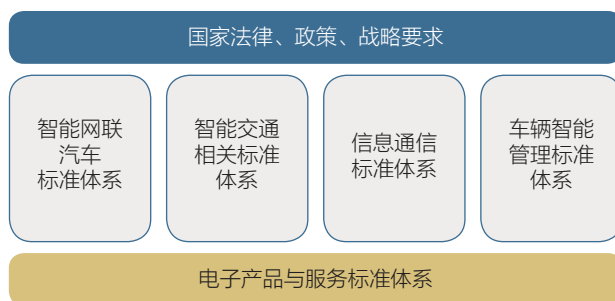 国家法律、政策、战略要求
智能网联
汽车
标准体系
智能交通
相关标准
体系
信息通信
标准体系
车辆智能
管理标准
体系
电子产品与服务标准体系